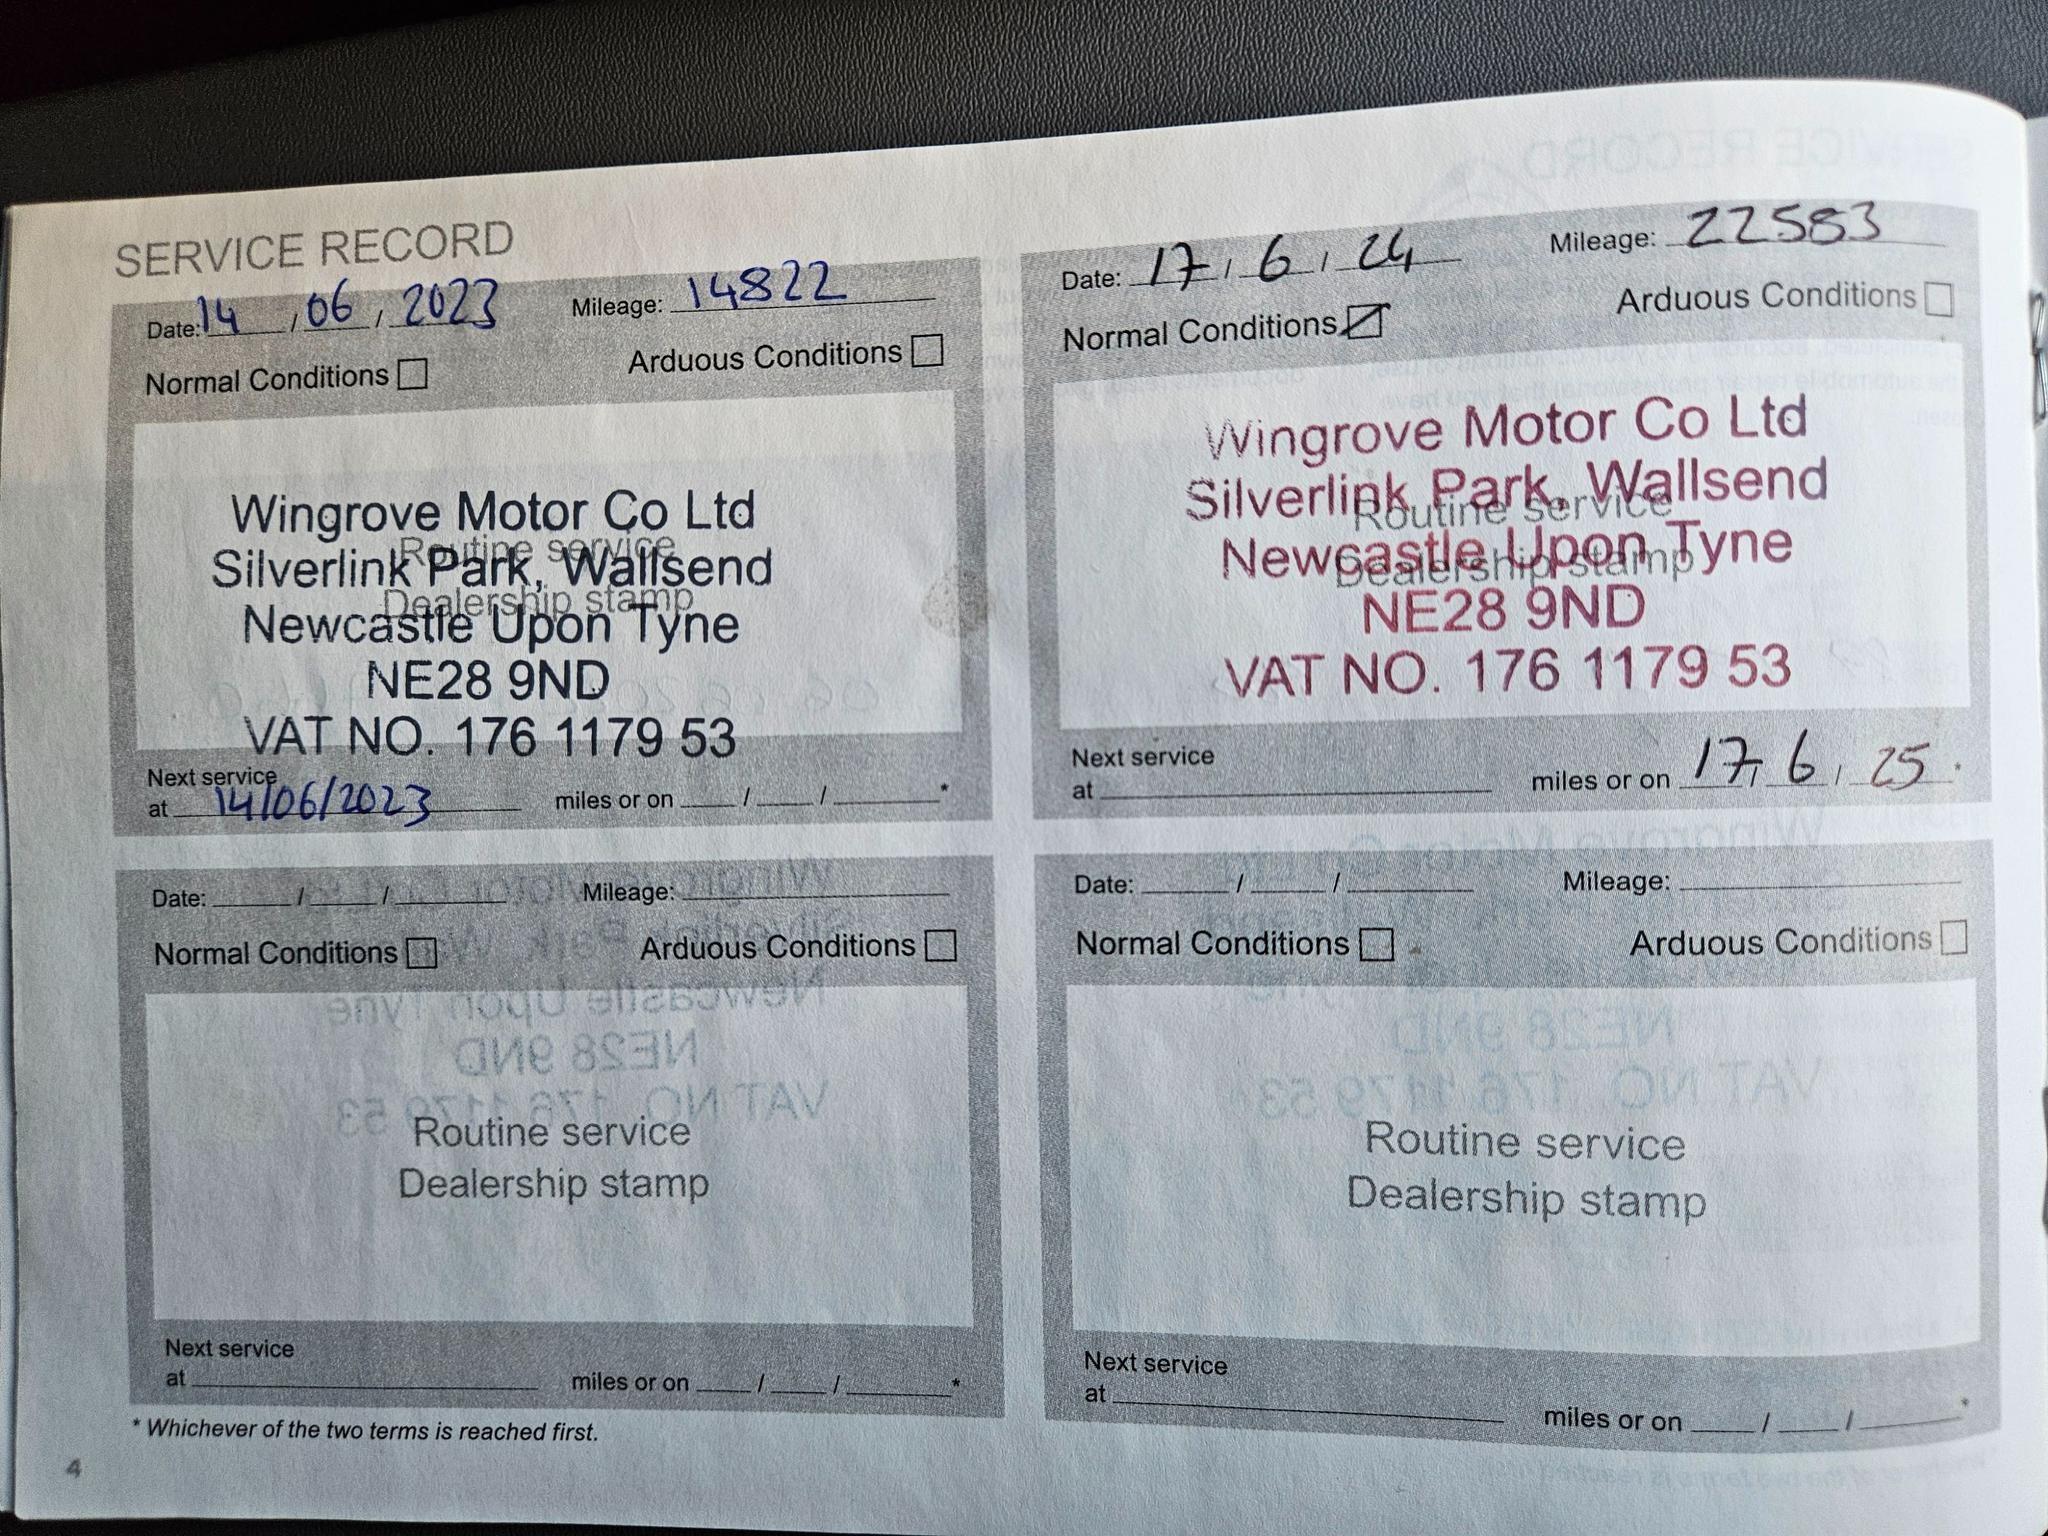 SERVICE RECORD
Date: 14 / 06 / 2023 Mileage: 14822
Normal Conditions Arduous Conditions
Routine service
Dealership stamp
Wingrove Motor Co Ltd
Silverlink Park, Wallsend
Newcastle Upon Tyne
NE28 9ND
VAT NO. 176 1179 53
Next service
at 14/06/2023 miles or on / / *
Date: 17 / 6 / 24 Mileage: 22583
Normal Conditions Arduous Conditions
Routine service
Dealership stamp
Wingrove Motor Co Ltd
Silverlink Park, Wallsend
Newcastle Upon Tyne
NE28 9ND
VAT NO. 176 1179 53
Next service
at miles or on 17 / 6 / 25 *
Date: / / Mileage:
Normal Conditions Arduous Conditions
Routine service
Dealership stamp
Next service
at miles or on / / *
Date: / / Mileage:
Normal Conditions Arduous Conditions
Routine service
Dealership stamp
Next service
at miles or on / / *
* Whichever of the two terms is reached first.
4